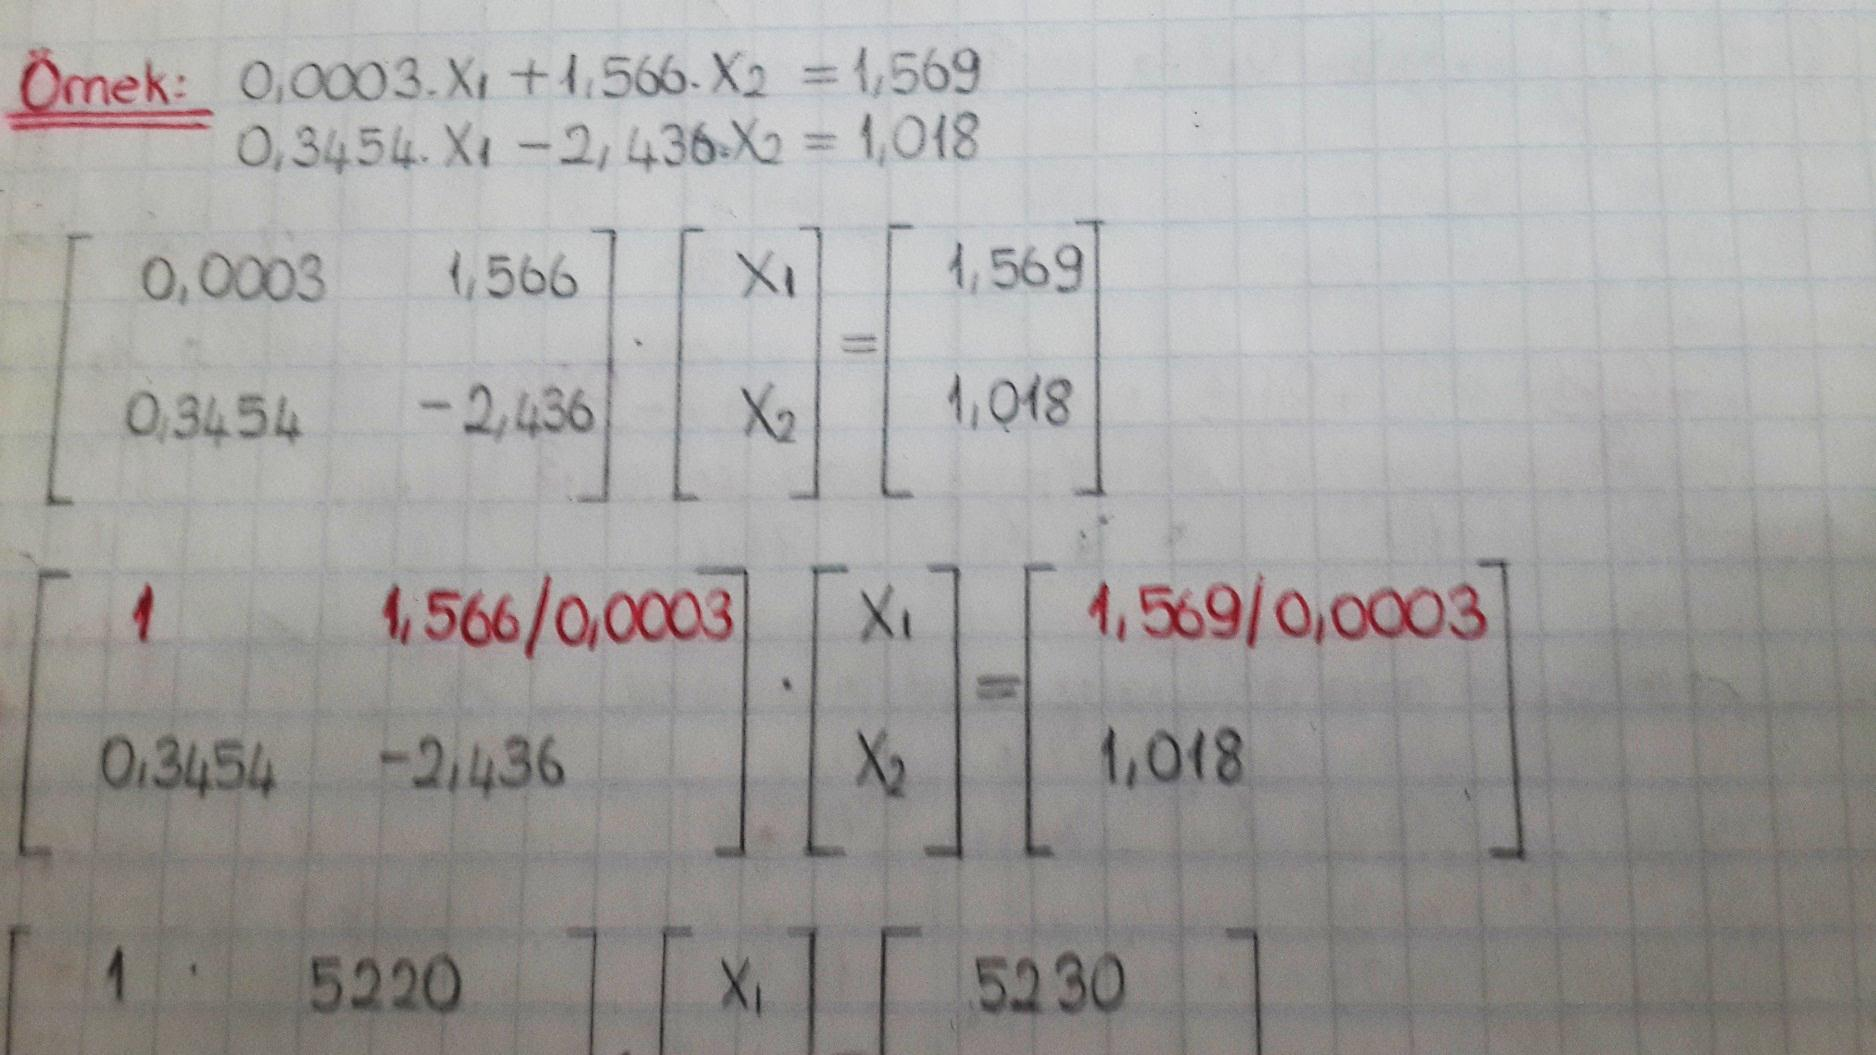 Örnek: 0,0003.X1 + 1,566.X2 = 1,569
0,3454.X1 - 2,436.X2 = 1,018
[ 0,0003 1,566 ] . [ X1 ] = [ 1,569 ]
[ 0,3454 -2,436 ] [ X2 ] [ 1,018 ]
[ 1 1,566/0,0003 ] . [ X1 ] = [ 1,569/0,0003 ]
[ 0,3454 -2,436 ] [ X2 ] [ 1,018 ]
[ 1 5220 ] [ X1 ] [ 5230 ]